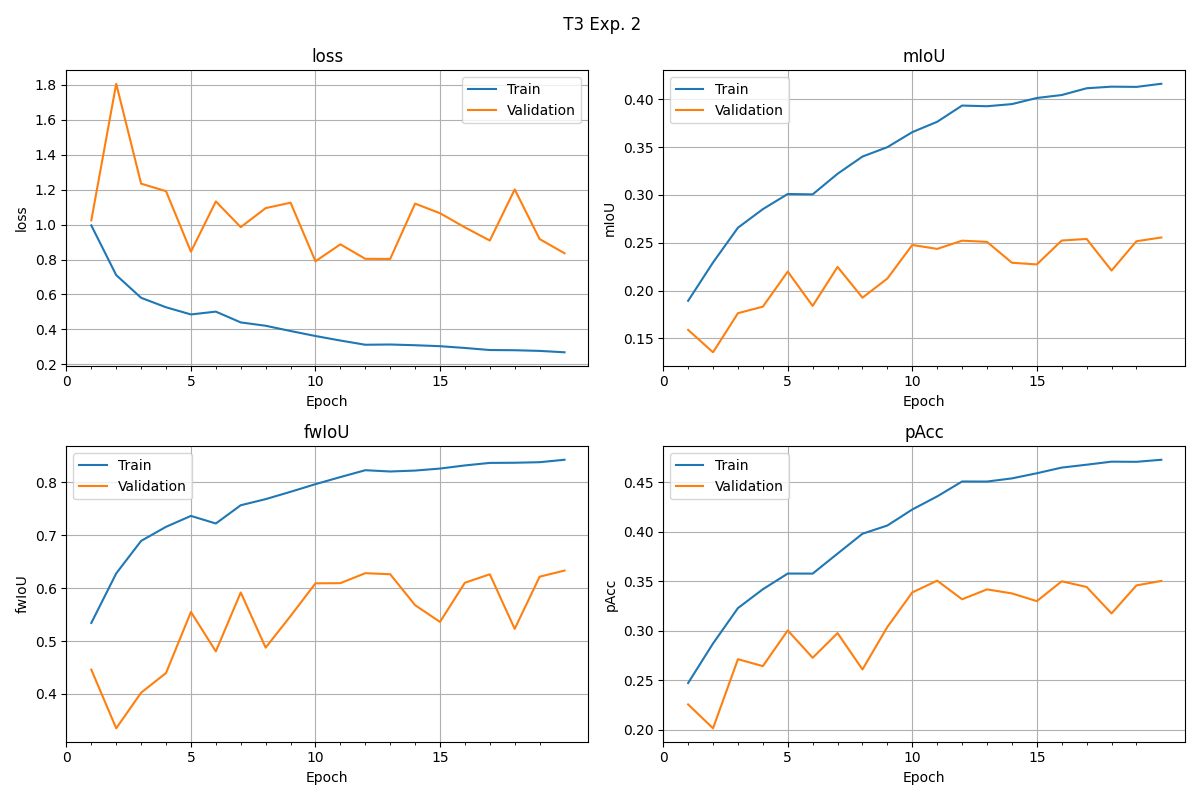 T3 Exp. 2
loss
Train
Validation
1.8
1.6
1.4
1.2
1.0
0.8
0.6
0.4
0.2
loss
0
5
10
15
Epoch
mIoU
Train
Validation
0.40
0.35
0.30
0.25
0.20
0.15
mIoU
0
5
10
15
Epoch
fwIoU
Train
Validation
0.8
0.7
0.6
0.5
0.4
fwIoU
0
5
10
15
Epoch
pAcc
Train
Validation
0.45
0.40
0.35
0.30
0.25
0.20
pAcc
0
5
10
15
Epoch